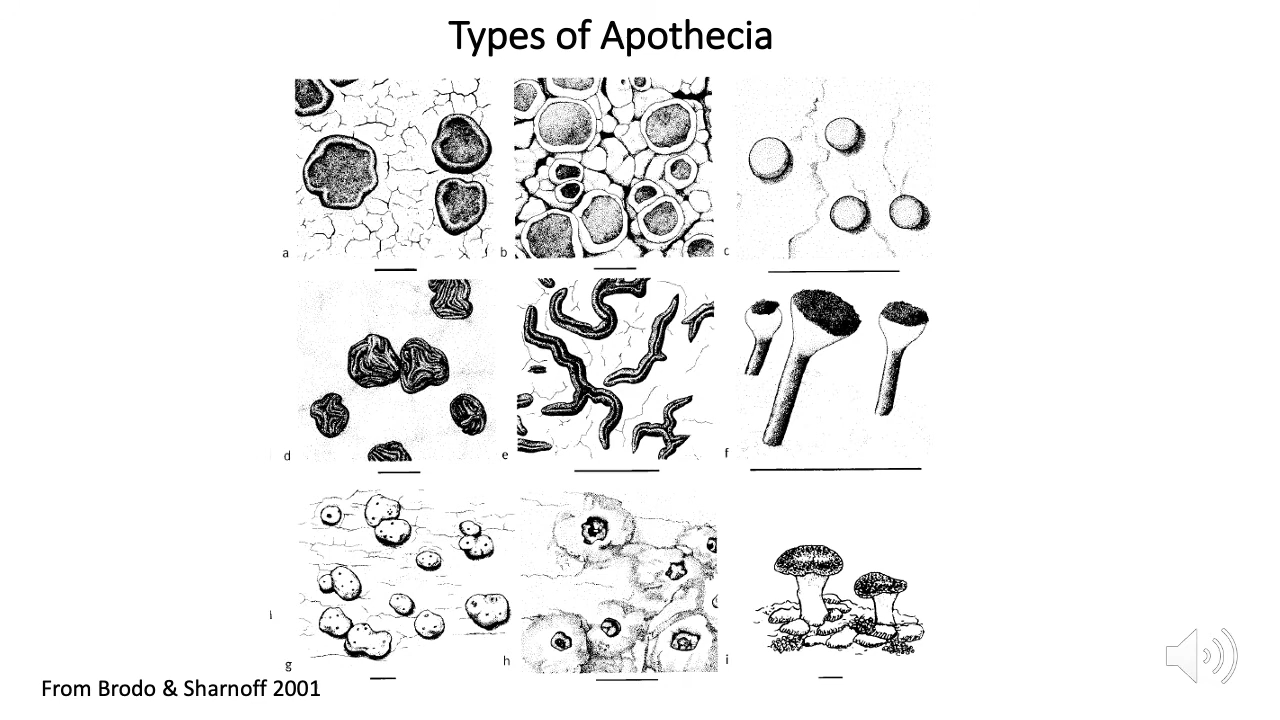 Types of Apothecia
a
b
c
d
e
f
g
h
i
From Brodo & Sharnoff 2001